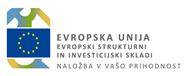 EVROPSKA UNIJA
EVROPSKI STRUKTURNI
IN INVESTICIJSKI SKLADI
NALOŽBA V VAŠO PRIHODNOST